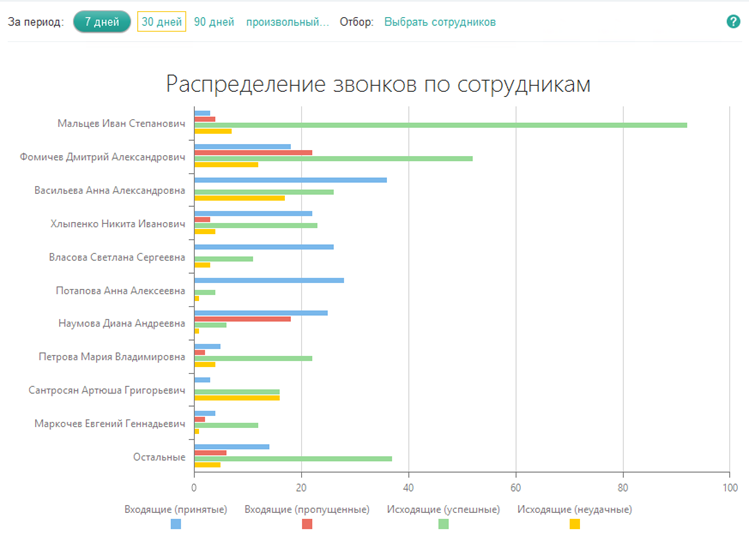 За период: 7 дней 30 дней 90 дней произвольный... Отбор: Выбрать сотрудников ?
Распределение звонков по сотрудникам
Мальцев Иван Степанович
Фомичев Дмитрий Александрович
Васильева Анна Александровна
Хлыпенко Никита Иванович
Власова Светлана Сергеевна
Потапова Анна Алексеевна
Наумова Диана Андреевна
Петрова Мария Владимировна
Сантросян Артюша Григорьевич
Маркочев Евгений Геннадьевич
Остальные
0 20 40 60 80 100
Входящие (принятые) Входящие (пропущенные) Исходящие (успешные) Исходящие (неудачные)